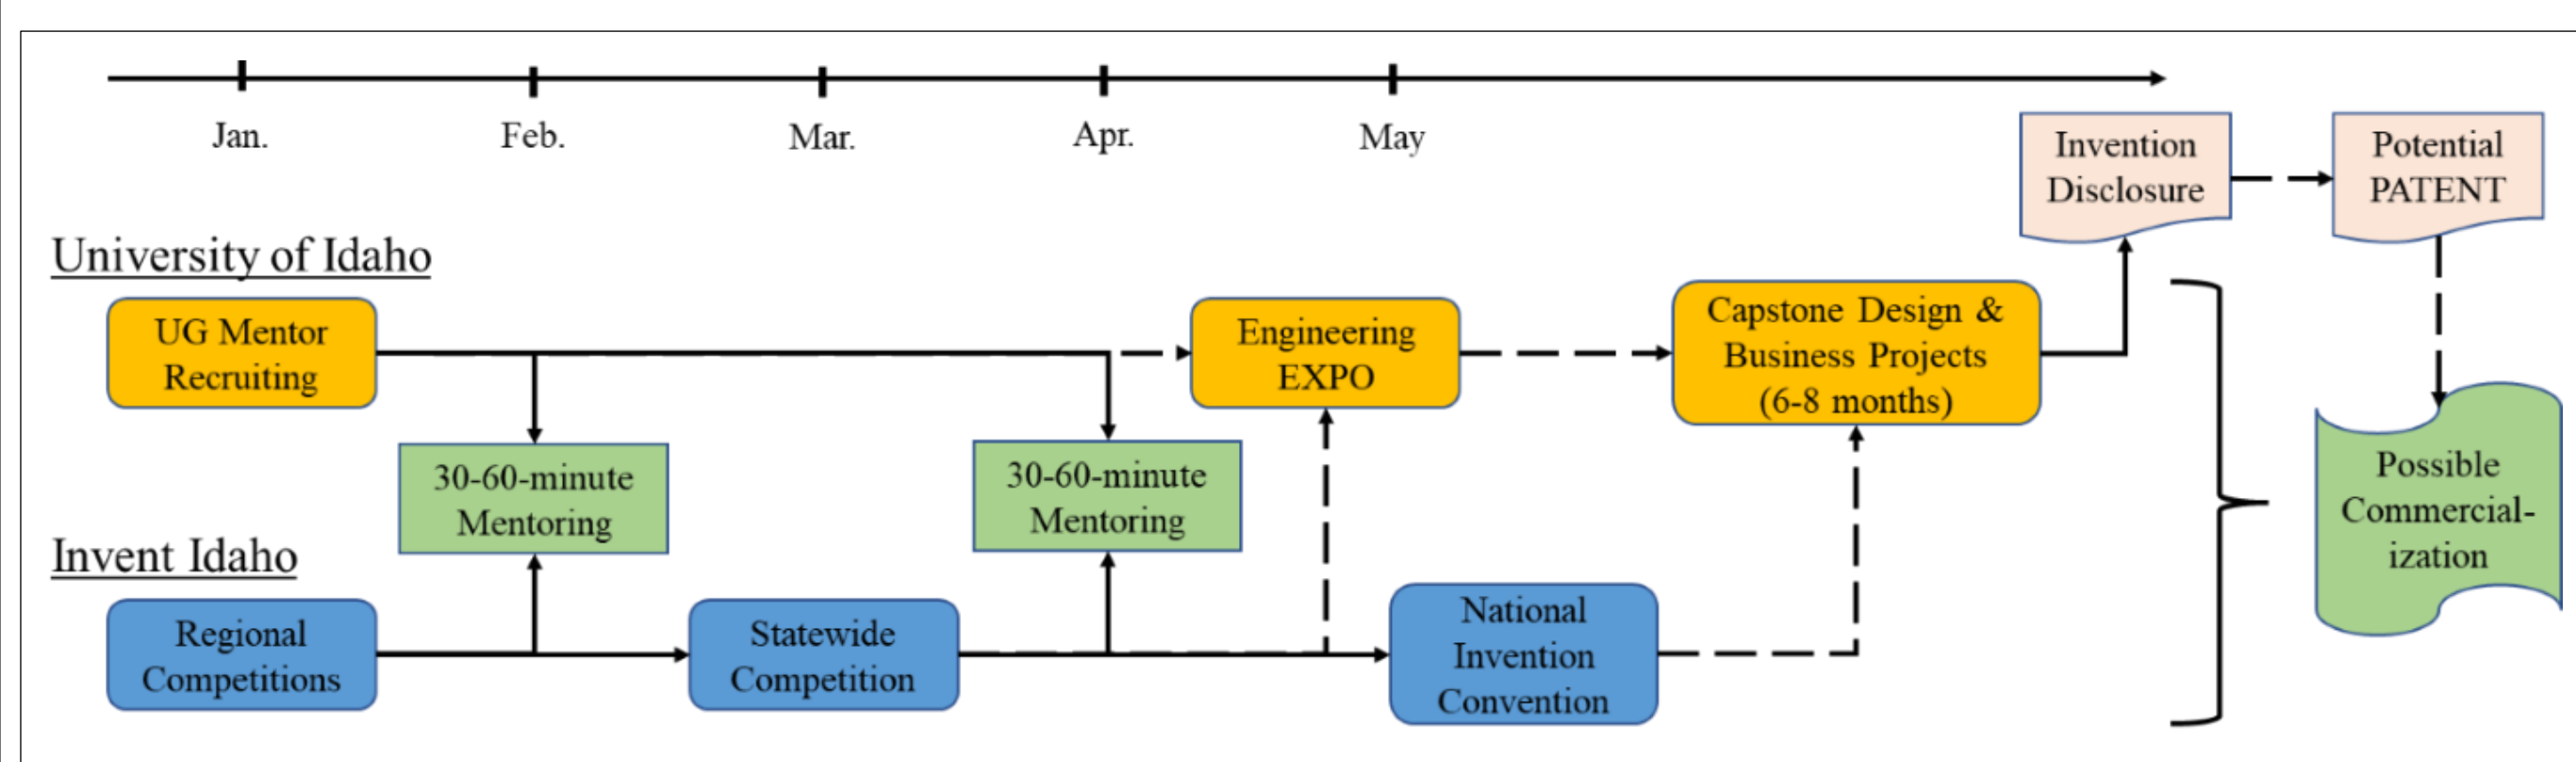 Jan.
Feb.
Mar.
Apr.
May
Invention
Disclosure
Potential
PATENT
University of Idaho
UG Mentor
Recruiting
Engineering
EXPO
Capstone Design &
Business Projects
(6-8 months)
30-60-minute
Mentoring
30-60-minute
Mentoring
Possible
Commercial-
ization
Invent Idaho
Regional
Competitions
Statewide
Competition
National
Invention
Convention